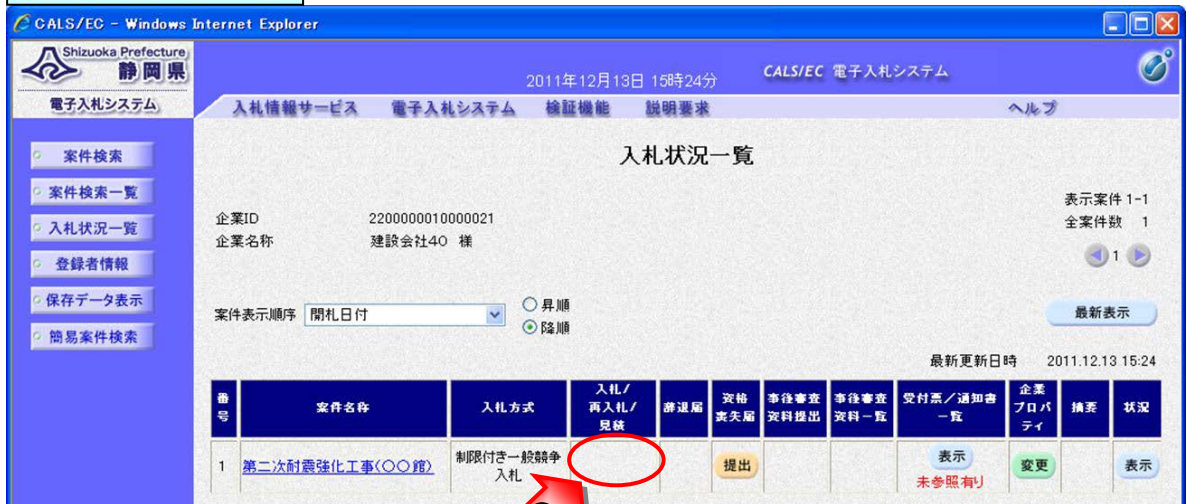 CALS/EC - Windows Internet Explorer
Shizuoka Prefecture
静岡県
電子入札システム
2011年12月13日 15時24分
CALS/EC 電子入札システム
入札情報サービス
電子入札システム
検証機能
説明要求
ヘルプ
案件検索
案件検索一覧
入札状況一覧
登録者情報
保存データ表示
簡易案件検索
入札状況一覧
表示案件 1-1
全案件数 1
1
企業ID 2200000010000021
企業名称 建設会社40 様
案件表示順序 開札日付
昇順
降順
最新表示
最新更新日時 2011.12.13 15:24
番号
案件名称
入札方式
入札/
再入札/
見積
辞退届
資格
喪失届
事後審査
資料提出
事後審査
資料一覧
受付票/通知書
一覧
企業
プロパ
ティ
摘要
状況
1
第二次耐震強化工事(〇〇館)
制限付き一般競争
入札
提出
表示
未参照有り
変更
表示